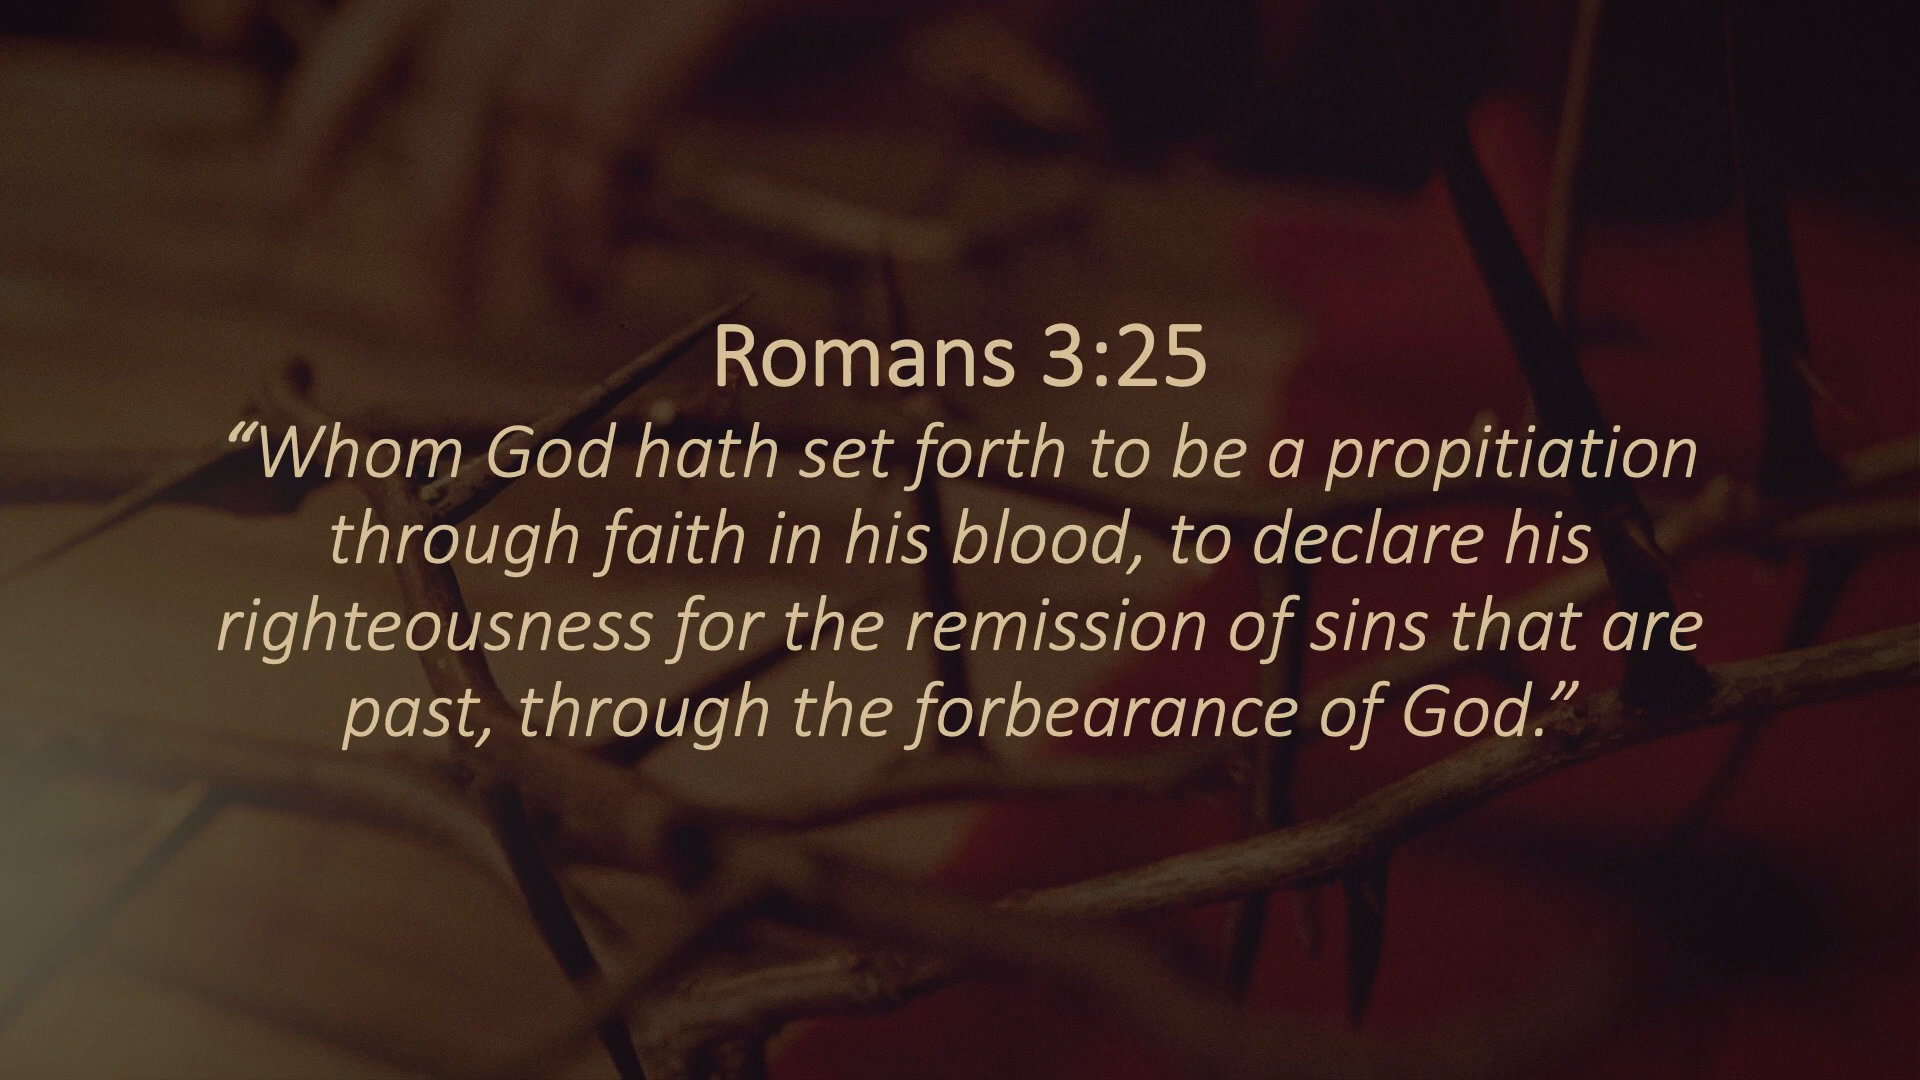 Romans 3:25
“Whom God hath set forth to be a propitiation
through faith in his blood, to declare his
righteousness for the remission of sins that are
past, through the forbearance of God.”